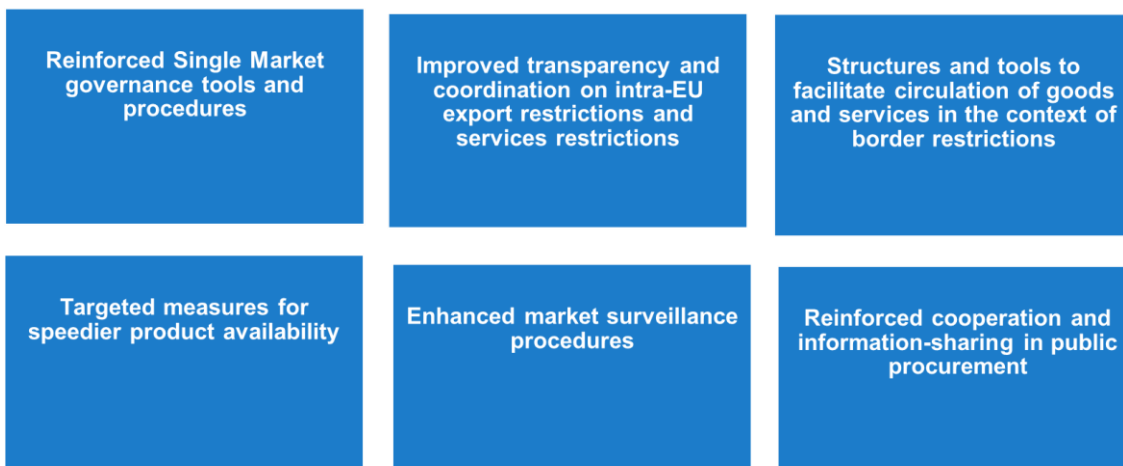 Reinforced Single Market
governance tools and
procedures
Improved transparency and
coordination on intra-EU
export restrictions and
services restrictions
Structures and tools to
facilitate circulation of goods
and services in the context of
border restrictions
Targeted measures for
speedier product availability
Enhanced market surveillance
procedures
Reinforced cooperation and
information-sharing in public
procurement